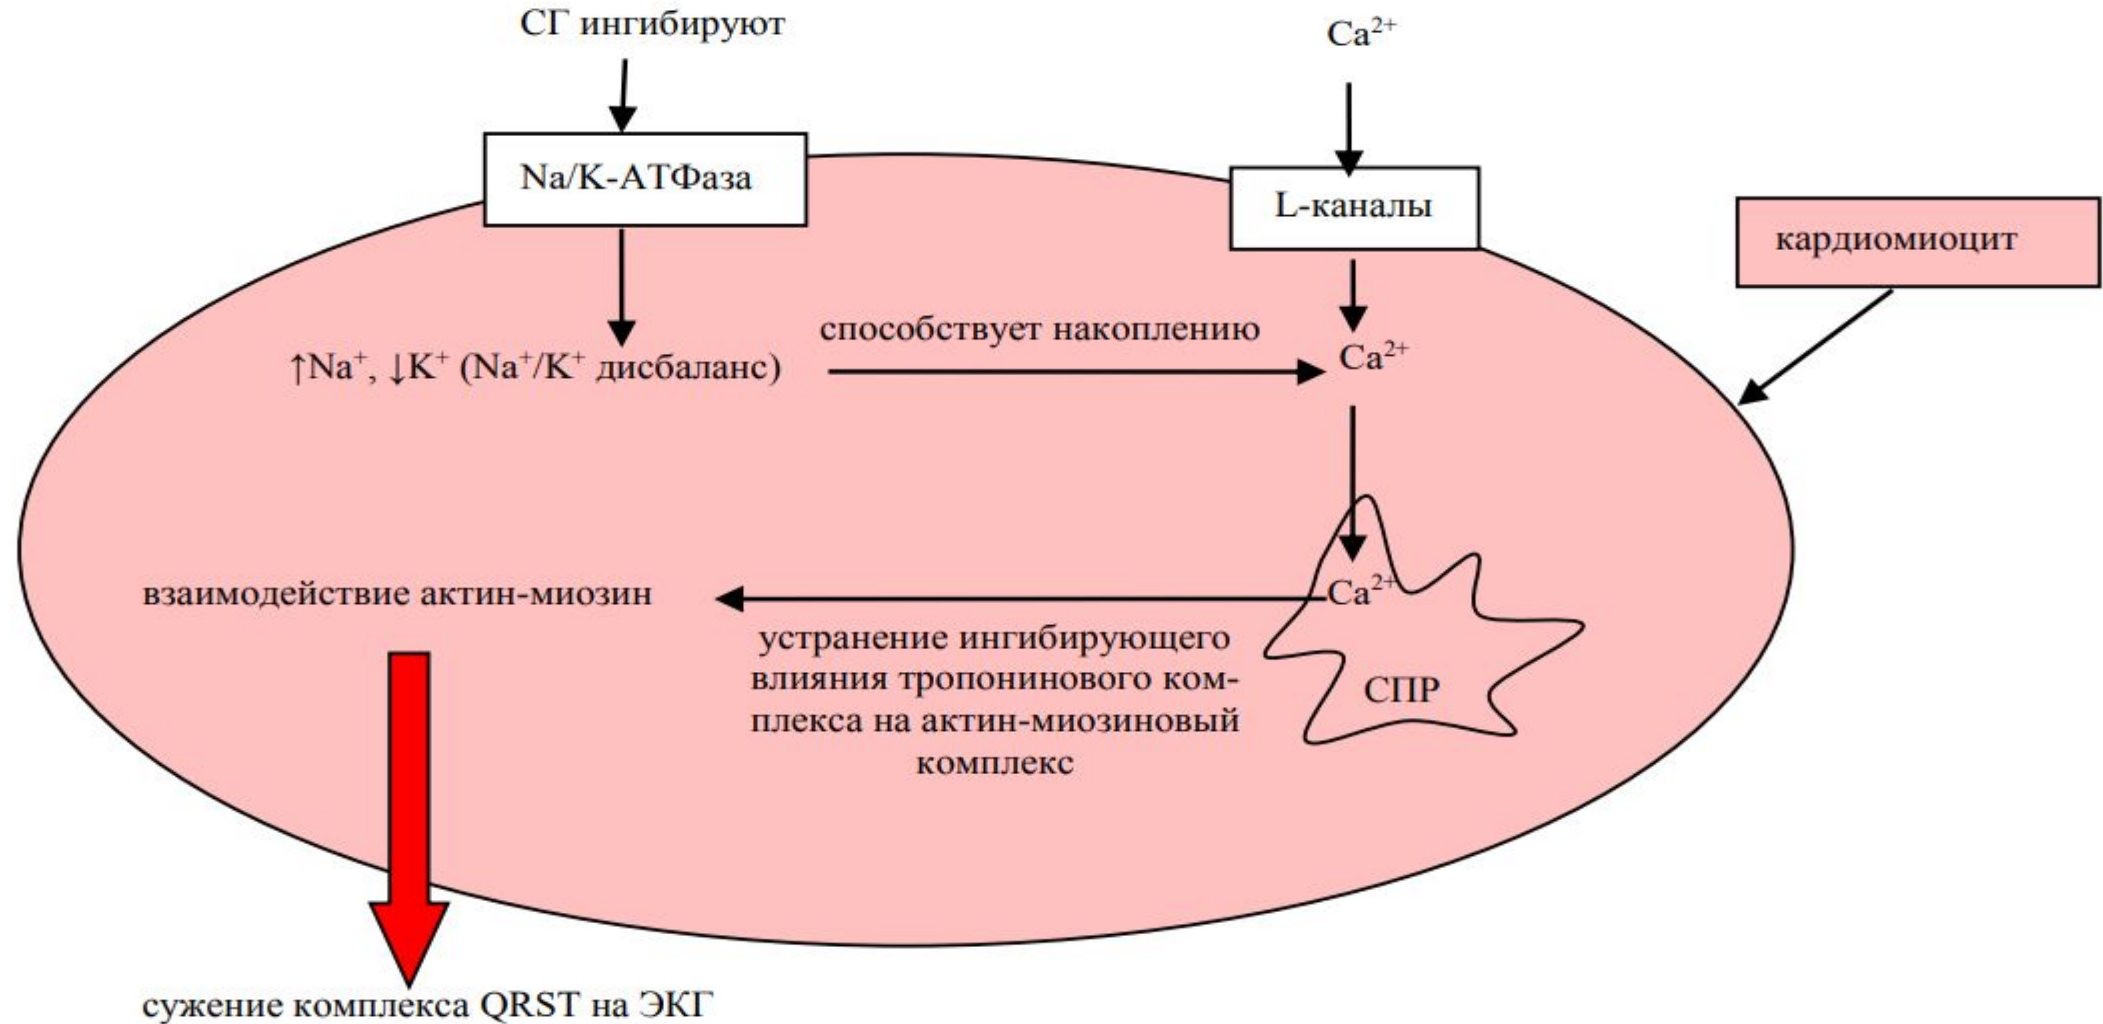 СГ ингибируют
Ca²⁺
Na/K-АТФаза
L-каналы
кардиомиоцит
способствует накоплению
↑Na⁺, ↓K⁺ (Na⁺/K⁺ дисбаланс)
Ca²⁺
взаимодействие актин-миозин
Ca²⁺
устранение ингибирующего
влияния тропонинового ком-
плекса на актин-миозиновый
комплекс
СПР
сужение комплекса QRST на ЭКГ